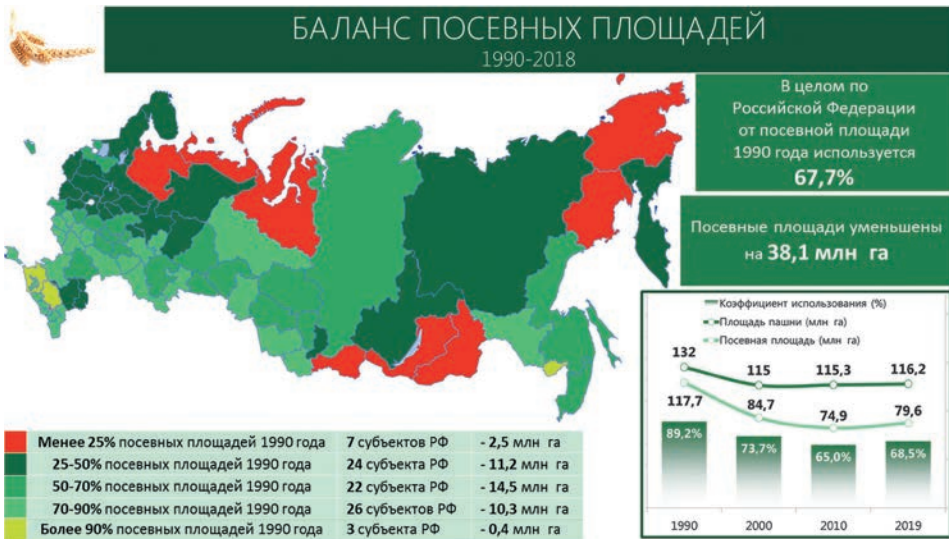 БАЛАНС ПОСЕВНЫХ ПЛОЩАДЕЙ
1990-2018
В целом по
Российской Федерации
от посевной площади
1990 года используется
67,7%
Посевные площади уменьшены
на 38,1 млн га
Коэффициент использования (%)
Площадь пашни (млн га)
Посевная площадь (млн га)
132 115 115,3 116,2
117,7 84,7 74,9 79,6
89,2% 73,7% 65,0% 68,5%
1990 2000 2010 2019
Менее 25% посевных площадей 1990 года 7 субъектов РФ - 2,5 млн га
25-50% посевных площадей 1990 года 24 субъекта РФ - 11,2 млн га
50-70% посевных площадей 1990 года 22 субъекта РФ - 14,5 млн га
70-90% посевных площадей 1990 года 26 субъектов РФ - 10,3 млн га
Более 90% посевных площадей 1990 года 3 субъекта РФ - 0,4 млн га